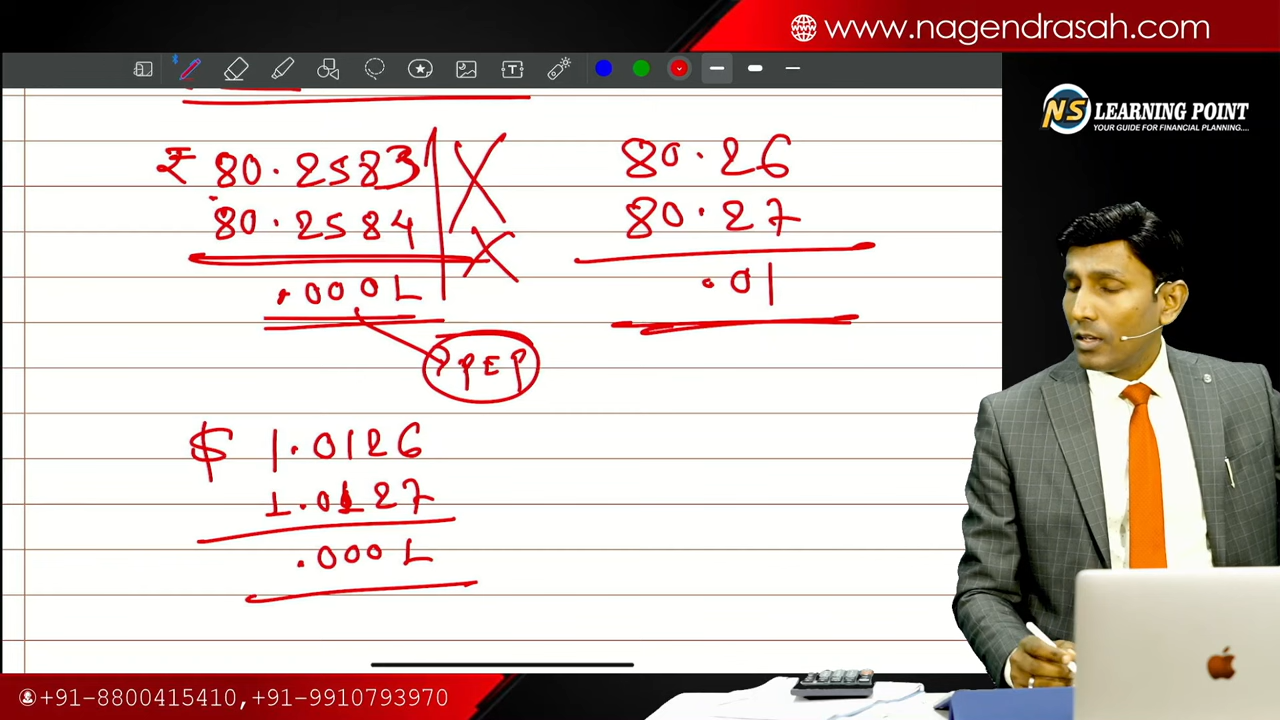 www.nagendrasah.com
NS LEARNING POINT
YOUR GUIDE FOR FINANCIAL PLANNING....
₹ 80.2583
80.2584
.0001
PEP
80.26
80.27
.01
$ 1.0126
1.0127
.0001
+91-8800415410,+91-9910793970